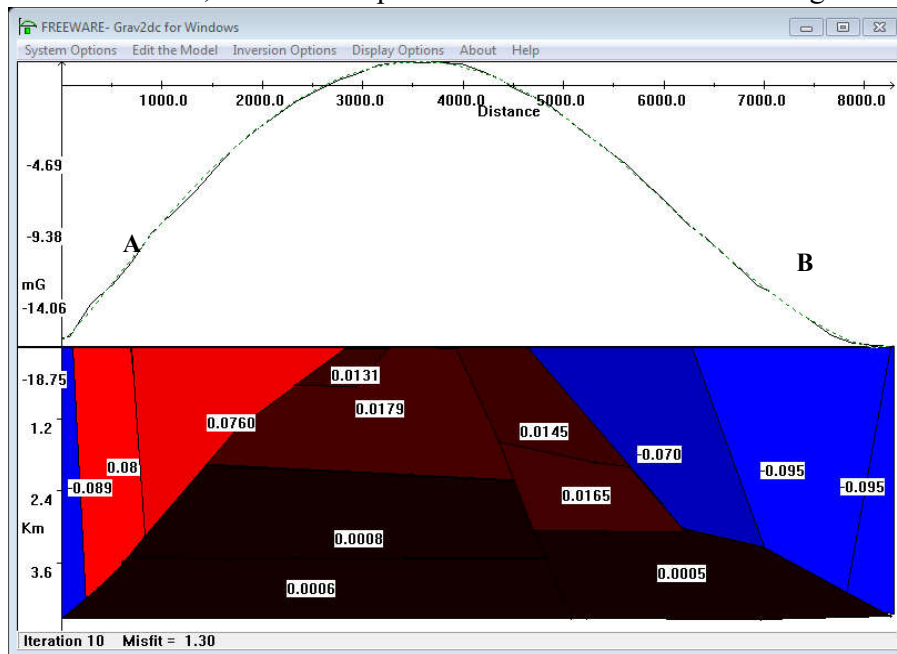 FREEWARE- Grav2dc for Windows
System Options Edit the Model Inversion Options Display Options About Help
1000.0 2000.0 3000.0 4000.0 5000.0 6000.0 7000.0 8000.0
Distance
-4.69
-9.38
A
B
mG
-14.06
-18.75
0.0131
0.0179
1.2
0.0760
0.0145
0.08
-0.070
-0.089
-0.095
-0.095
2.4
0.0165
Km
0.0008
3.6
0.0005
0.0006
Iteration 10 Misfit = 1.30